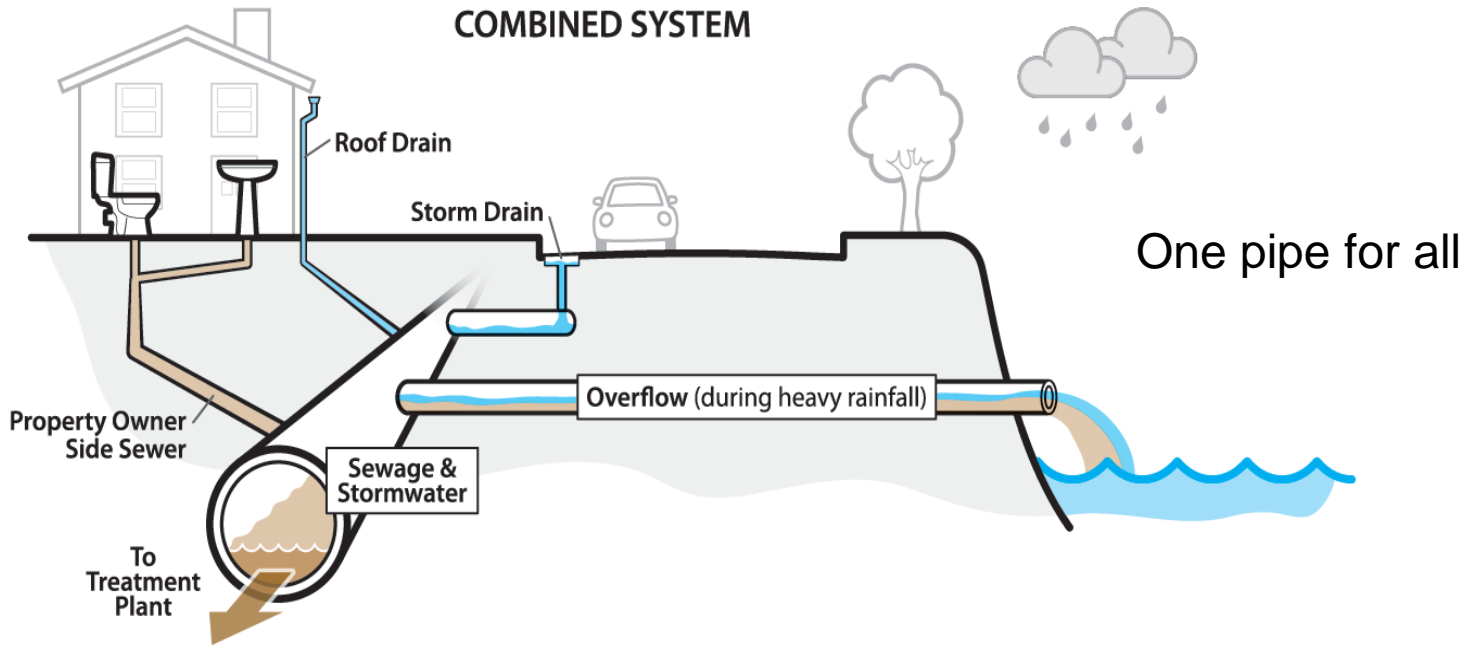 COMBINED SYSTEM
Roof Drain
Storm Drain
One pipe for all
Overflow (during heavy rainfall)
Property Owner
Side Sewer
Sewage &
Stormwater
To
Treatment
Plant